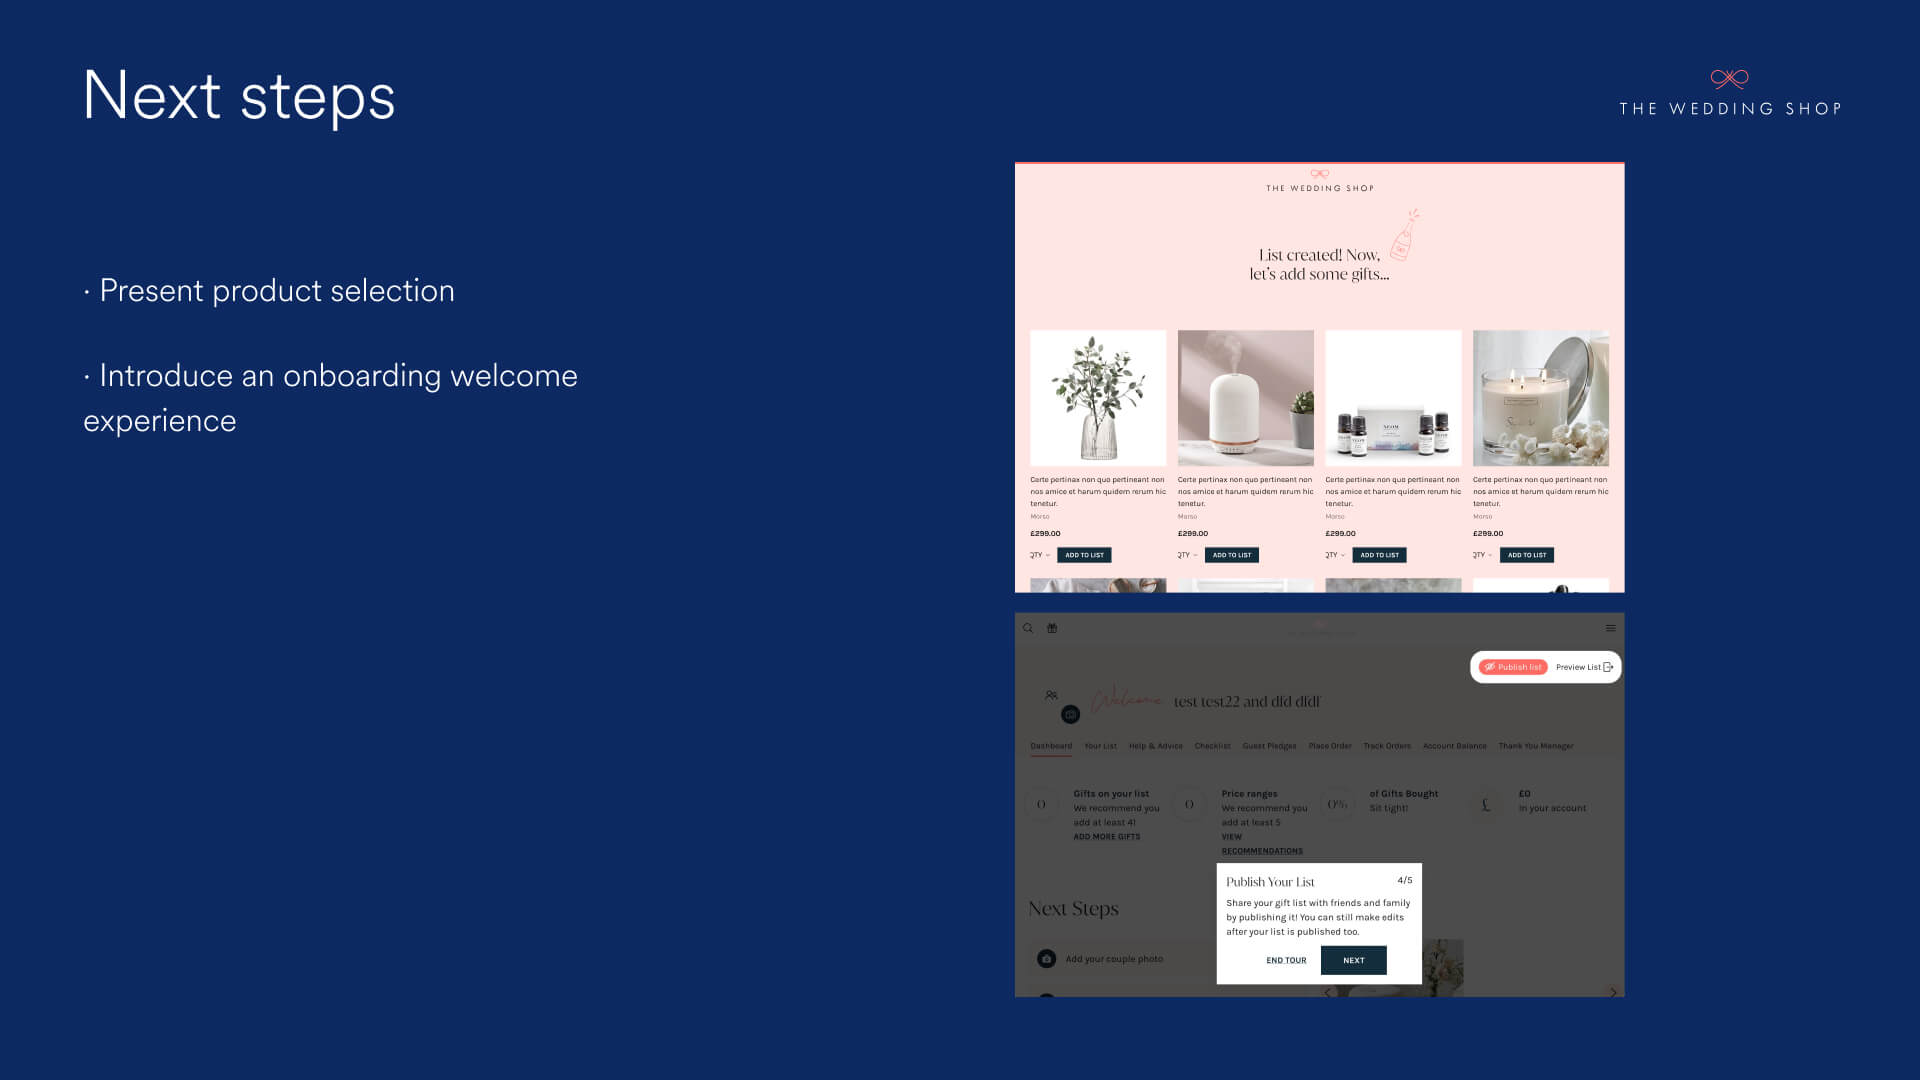 Next steps
THE WEDDING SHOP
· Present product selection
· Introduce an onboarding welcome
experience
THE WEDDING SHOP
List created! Now,
let's add some gifts...
NEOM
Certe pertinax non quo pertineant non
nos amice et harum quidem rerum hic
tenetur.
Morso
£299.00
QTY ADD TO LIST
Certe pertinax non quo pertineant non
nos amice et harum quidem rerum hic
tenetur.
Morso
£299.00
QTY ADD TO LIST
Certe pertinax non quo pertineant non
nos amice et harum quidem rerum hic
tenetur.
Morso
£299.00
QTY ADD TO LIST
Certe pertinax non quo pertineant non
nos amice et harum quidem rerum hic
tenetur.
Morso
£299.00
QTY ADD TO LIST
THE WEDDING SHOP
Publish list Preview List
Welcome test test22 and dfd dfdf
Dashboard Your List Help & Advice Checklist Guest Pledges Place Order Track Orders Account Balance Thank You Manager
0
Gifts on your list
We recommend you
add at least 41
ADD MORE GIFTS
0
Price ranges
We recommend you
add at least 5
VIEW
RECOMMENDATIONS
0%
of Gifts Bought
Sit tight!
£
£0
In your account
Next Steps
Add your couple photo
Publish Your List 4/5
Share your gift list with friends and family
by publishing it! You can still make edits
after your list is published too.
END TOUR NEXT